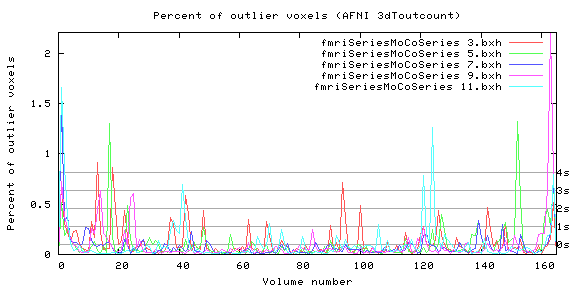 Percent of outlier voxels (AFNI 3dToutcount)
fmriSeriesMoCoSeries 3.bxh
fmriSeriesMoCoSeries 5.bxh
fmriSeriesMoCoSeries 7.bxh
fmriSeriesMoCoSeries 9.bxh
fmriSeriesMoCoSeries 11.bxh
Percent of outlier voxels
2
1.5
1
0.5
0
4s
3s
2s
1s
0s
0 20 40 60 80 100 120 140 160
Volume number